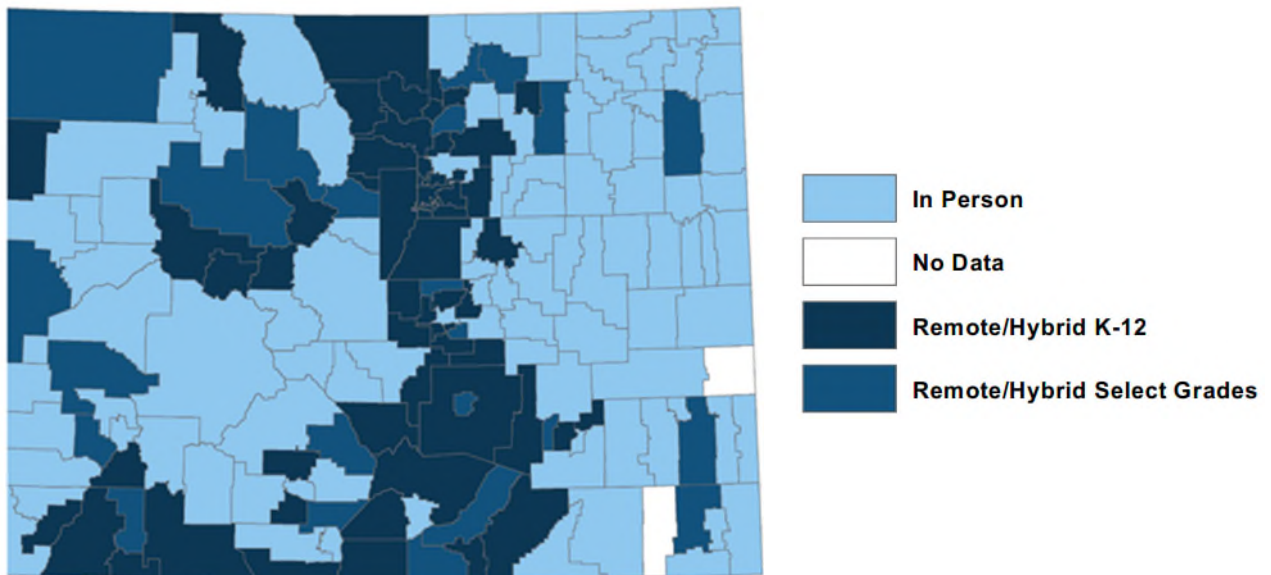 In Person
No Data
Remote/Hybrid K-12
Remote/Hybrid Select Grades